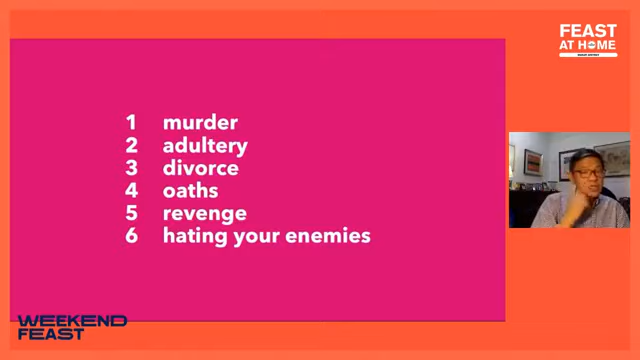 FEAST
AT HOME
1 murder
2 adultery
3 divorce
4 oaths
5 revenge
6 hating your enemies
WEEKEND
FEAST